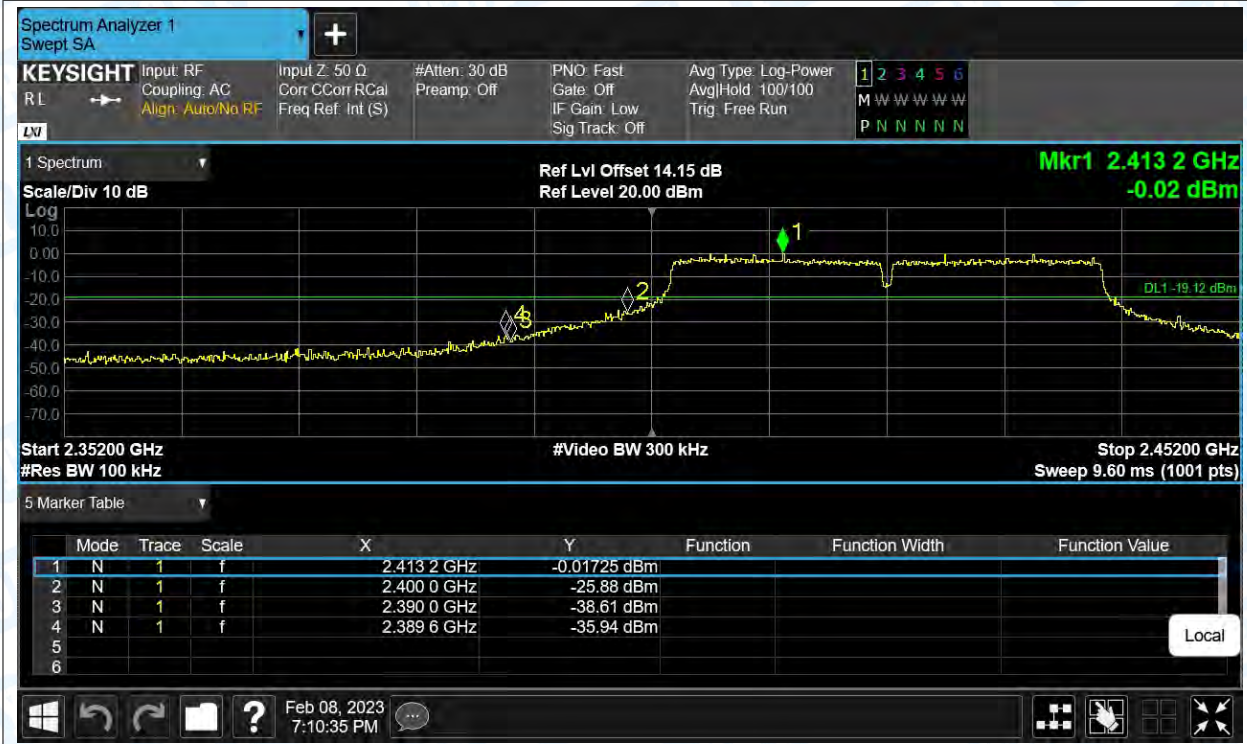 Spectrum Analyzer 1
Swept SA
+
KEYSIGHT
RL
LXI
Input: RF
Coupling: AC
Align: Auto/No RF
Input Z: 50 Ω
Corr CCorr RCal
Freq Ref: Int (S)
#Atten: 30 dB
Preamp: Off
PNO: Fast
Gate: Off
IF Gain: Low
Sig Track: Off
Avg Type: Log-Power
Avg|Hold: 100/100
Trig: Free Run
1 2 3 4 5 6
M W W W W W
P N N N N N
1 Spectrum
Scale/Div 10 dB
Ref Lvl Offset 14.15 dB
Ref Level 20.00 dBm
Mkr1 2.413 2 GHz
-0.02 dBm
Log
10.0
0.00
-10.0
-20.0
-30.0
-40.0
-50.0
-60.0
-70.0
1
2
4
3
DL1 -19.12 dBm
Start 2.35200 GHz
#Res BW 100 kHz
#Video BW 300 kHz
Stop 2.45200 GHz
Sweep 9.60 ms (1001 pts)
5 Marker Table
Mode Trace Scale X Y Function Function Width Function Value
1 N 1 f 2.413 2 GHz -0.01725 dBm
2 N 1 f 2.400 0 GHz -25.88 dBm
3 N 1 f 2.390 0 GHz -38.61 dBm
4 N 1 f 2.389 6 GHz -35.94 dBm
5
6
Local
?
Feb 08, 2023
7:10:35 PM